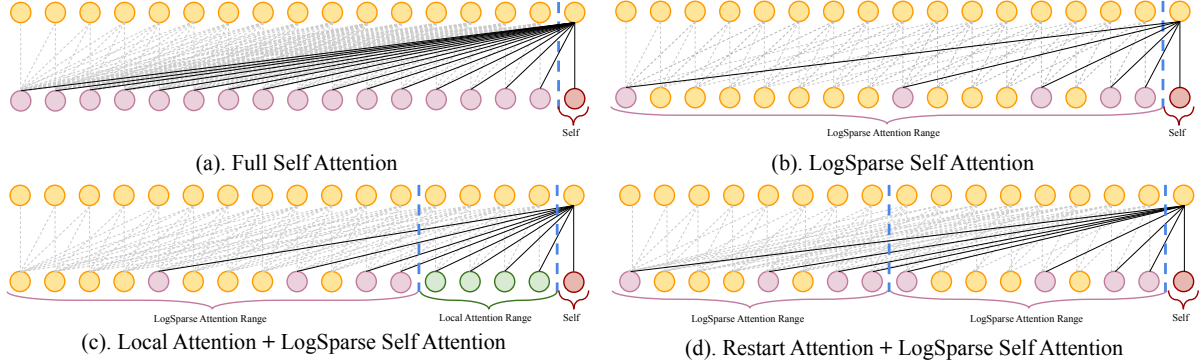 Self
(a). Full Self Attention
LogSparse Attention Range
Self
(b). LogSparse Self Attention
LogSparse Attention Range
Local Attention Range
Self
(c). Local Attention + LogSparse Self Attention
LogSparse Attention Range
LogSparse Attention Range
Self
(d). Restart Attention + LogSparse Self Attention